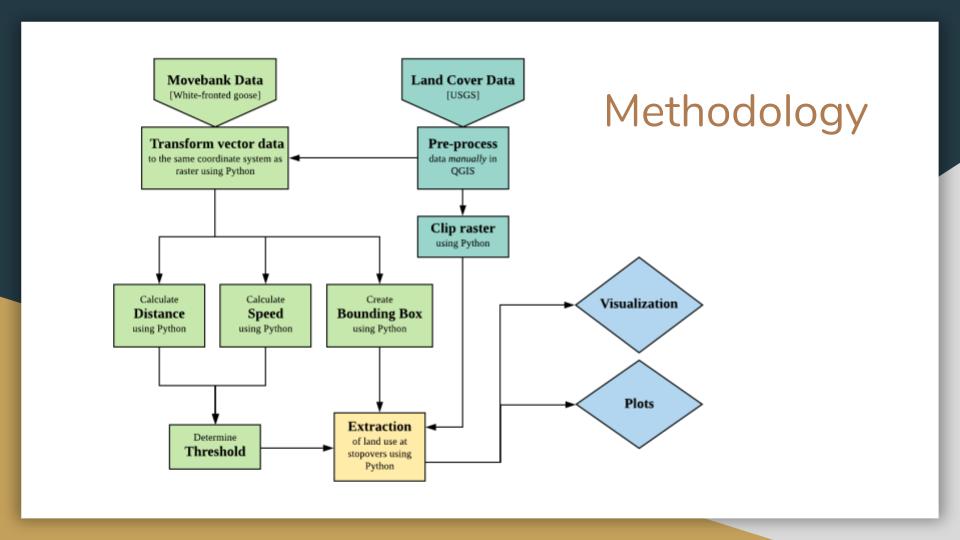 Methodology
Movebank Data
[White-fronted goose]
Land Cover Data
[USGS]
Transform vector data
to the same coordinate system as
raster using Python
Pre-process
data manually in
QGIS
Clip raster
using Python
Calculate
Distance
using Python
Calculate
Speed
using Python
Create
Bounding Box
using Python
Visualization
Plots
Determine
Threshold
Extraction
of land use at
stopovers using
Python